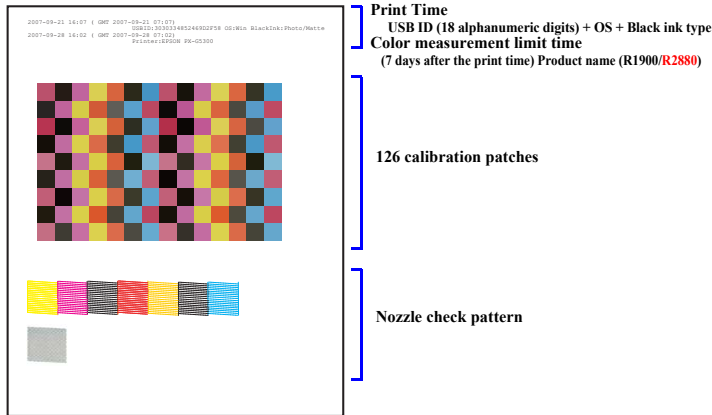 2007-09-21 16:07 ( GMT 2007-09-21 07:07)
USBID:3030334852469D2F58 OS:Win BlackInk:Photo/Matte
2007-09-28 16:02 ( GMT 2007-09-28 07:02)
Printer:EPSON PX-G5300
Print Time
USB ID (18 alphanumeric digits) + OS + Black ink type
Color measurement limit time
(7 days after the print time) Product name (R1900/R2880)
126 calibration patches
Nozzle check pattern